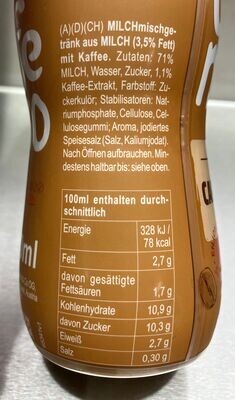 (A)(D)(CH) MILCHmischge-
tränk aus MILCH (3,5% Fett)
mit Kaffee. Zutaten: 71%
MILCH, Wasser, Zucker, 1,1%
Kaffee-Extrakt, Farbstoff: Zu-
ckerkulör; Stabilisatoren: Nat-
riumphosphate, Cellulose, Cel-
lulosegummi; Aroma, jodiertes
Speisesalz (Salz, Kaliumjodat).
Nach Öffnen aufbrauchen. Min-
destens haltbar bis: siehe oben.
100ml enthalten durch-
schnittlich
Energie 328 kJ /
78 kcal
Fett 2,7 g
davon gesättigte
Fettsäuren 1,7 g
Kohlenhydrate 10,9 g
davon Zucker 10,3 g
Eiweiß 2,7 g
Salz 0,30 g
ml